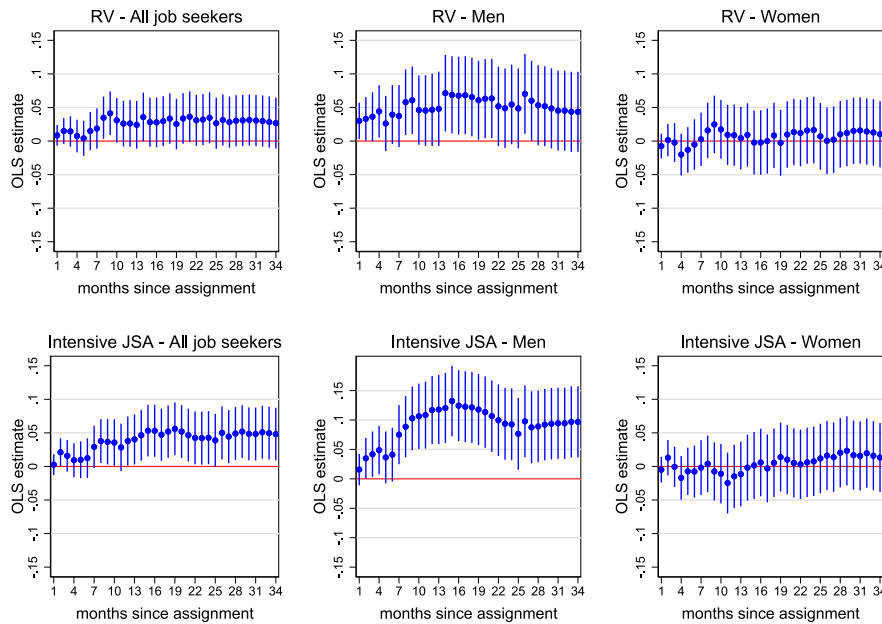 RV - All job seekers
RV - Men
RV - Women
OLS estimate
-.15 -.1 -.05 0 .05 .1 .15
1 4 7 10 13 16 19 22 25 28 31 34
months since assignment
OLS estimate
-.15 -.1 -.05 0 .05 .1 .15
1 4 7 10 13 16 19 22 25 28 31 34
months since assignment
OLS estimate
-.15 -.1 -.05 0 .05 .1 .15
1 4 7 10 13 16 19 22 25 28 31 34
months since assignment
Intensive JSA - All job seekers
Intensive JSA - Men
Intensive JSA - Women
OLS estimate
-.15 -.1 -.05 0 .05 .1 .15
1 4 7 10 13 16 19 22 25 28 31 34
months since assignment
OLS estimate
-.15 -.1 -.05 0 .05 .1 .15
1 4 7 10 13 16 19 22 25 28 31 34
months since assignment
OLS estimate
-.15 -.1 -.05 0 .05 .1 .15
1 4 7 10 13 16 19 22 25 28 31 34
months since assignment